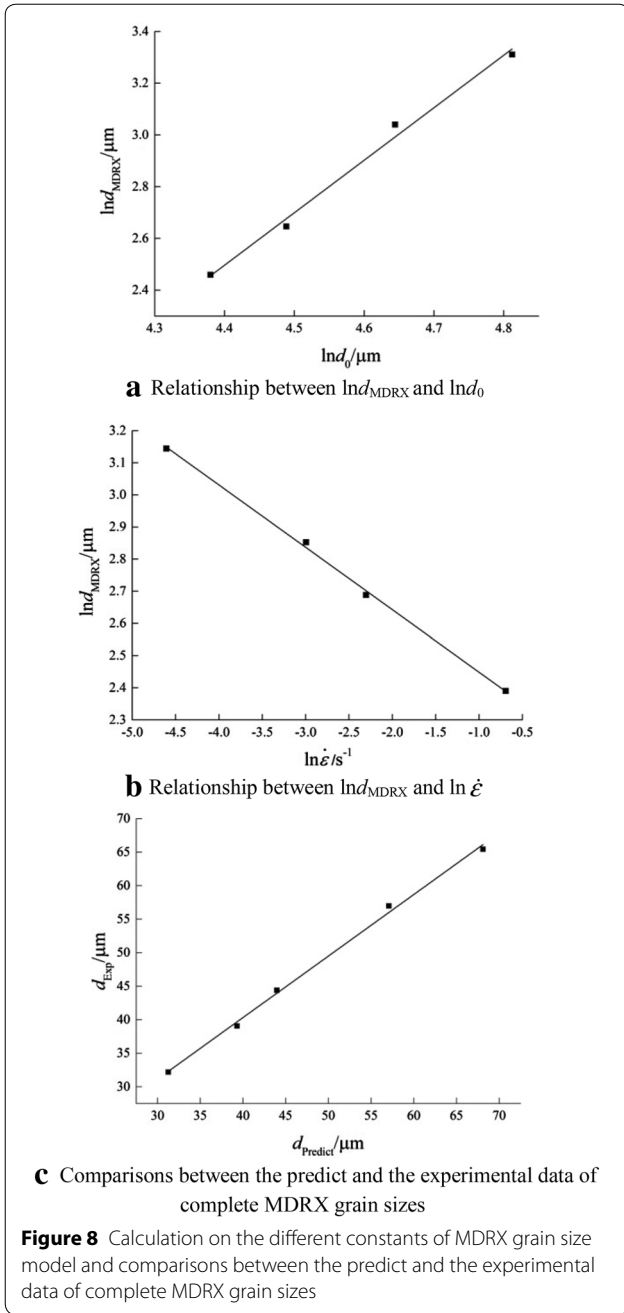 3.4
3.2
3.0
2.8
2.6
2.4
lnd_MDRX/μm
4.3 4.4 4.5 4.6 4.7 4.8
lnd_0/μm
a Relationship between lnd_MDRX and lnd_0
3.2
3.1
3.0
2.9
2.8
2.7
2.6
2.5
2.4
2.3
lnd_MDRX/μm
-5.0 -4.5 -4.0 -3.5 -3.0 -2.5 -2.0 -1.5 -1.0 -0.5
lnε̇/s⁻¹
b Relationship between lnd_MDRX and ln ε̇
65
60
55
50
45
40
35
30
d_Exp/μm
30 35 40 45 50 55 60 65 70
d_Predict/μm
c Comparisons between the predict and the experimental data of
complete MDRX grain sizes
Figure 8 Calculation on the different constants of MDRX grain size
model and comparisons between the predict and the experimental
data of complete MDRX grain sizes